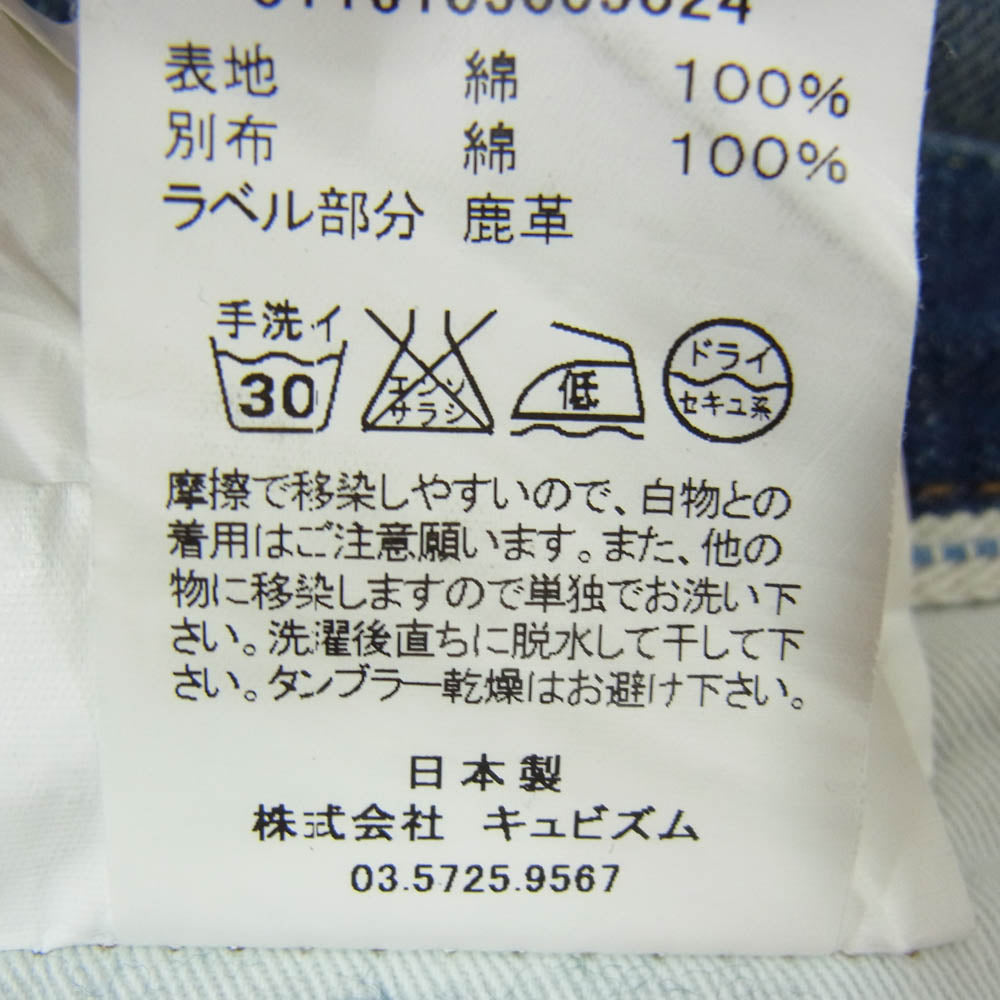 表地 綿 100%
別布 綿 100%
ラベル部分 鹿革
手洗イ
30
エンソ
サラシ
低
ドライ
セキユ系
摩擦で移染しやすいので、白物との
着用はご注意願います。また、他の
物に移染しますので単独でお洗い下
さい。洗濯後直ちに脱水して干して下
さい。タンブラー乾燥はお避け下さい。
日本製
株式会社 キュビズム
03.5725.9567